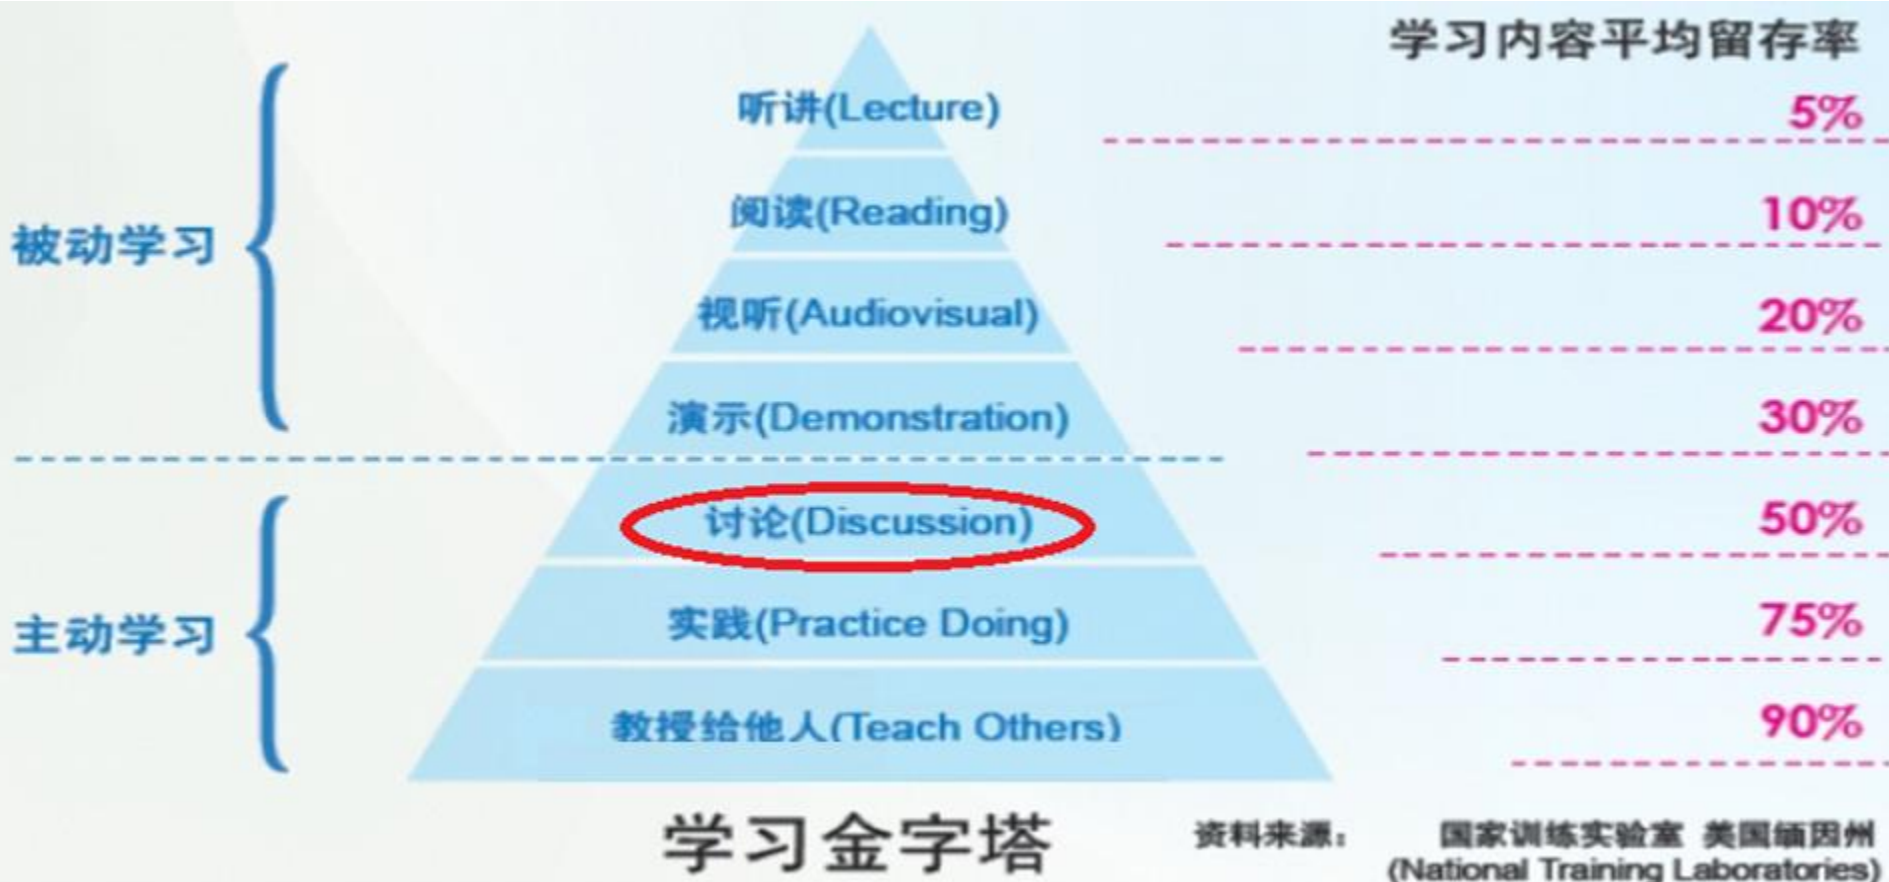 学习内容平均留存率
听讲(Lecture)
5%
阅读(Reading)
10%
被动学习
视听(Audiovisual)
20%
演示(Demonstration)
30%
讨论(Discussion)
50%
主动学习
实践(Practice Doing)
75%
教授给他人(Teach Others)
90%
学习金字塔
资料来源: 国家训练实验室 美国缅因州
(National Training Laboratories)